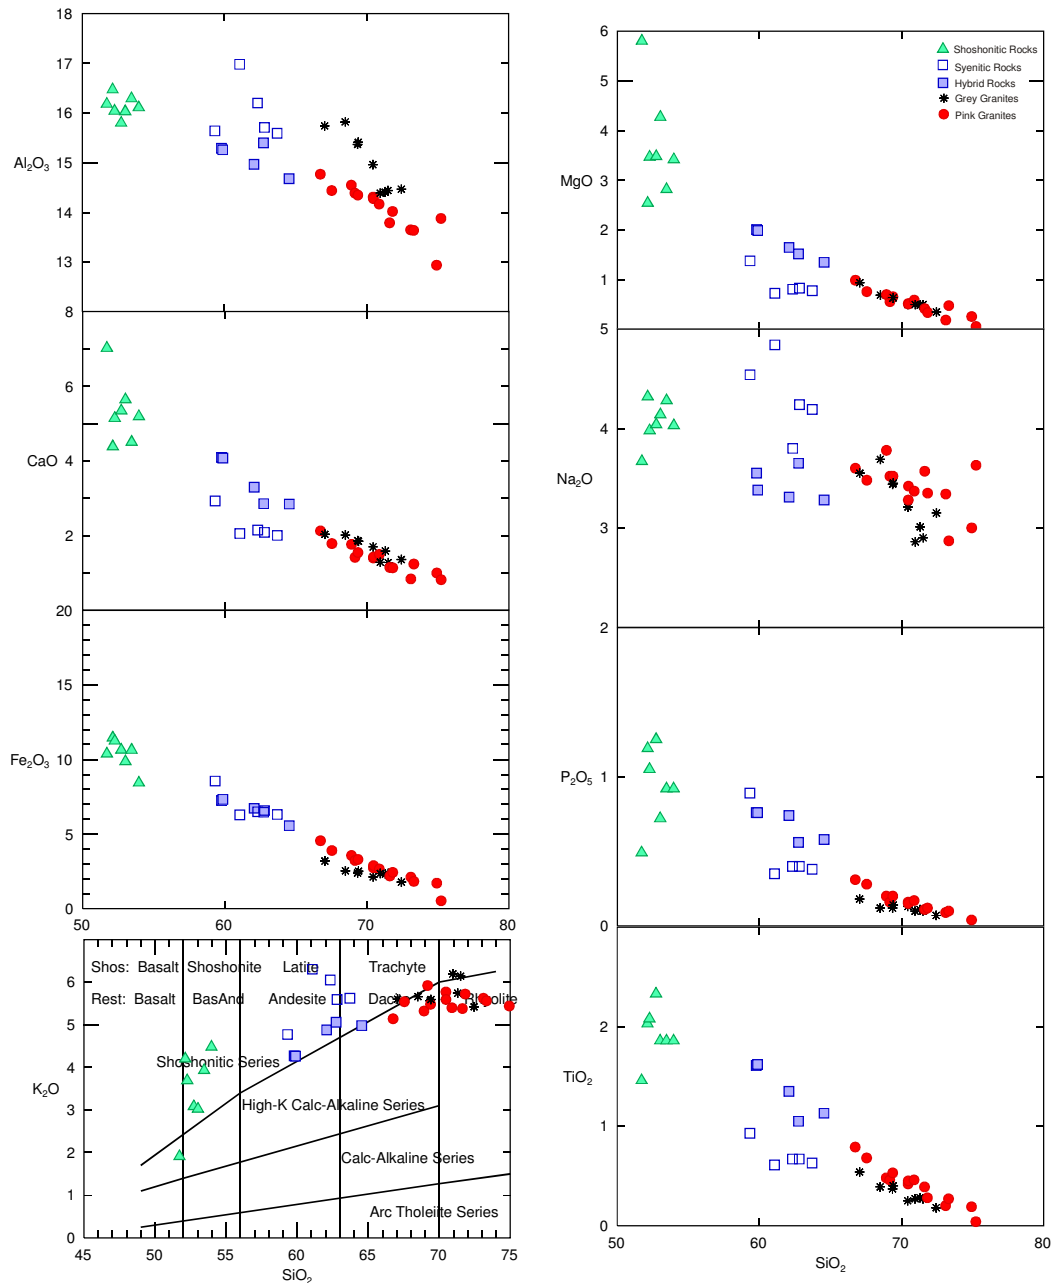 18
17
16
15
14
13
8
Al2O3
6
4
2
20
CaO
15
10
5
0
Fe2O3
50 60 70 80
Shos: Basalt Shoshonite Latite Trachyte
Rest: Basalt BasAnd Andesite Dacite Rhyolite
Shoshonitic Series
High-K Calc-Alkaline Series
Calc-Alkaline Series
Arc Tholeiite Series
6
5
4
3
2
1
0
K2O
45 50 55 60 65 70 75
SiO2
6
5
4
3
2
1
5
MgO
Shoshonitic Rocks
Syenitic Rocks
Hybrid Rocks
Grey Granites
Pink Granites
4
3
2
Na2O
1
0
P2O5
2
1
0
TiO2
50 60 70 80
SiO2